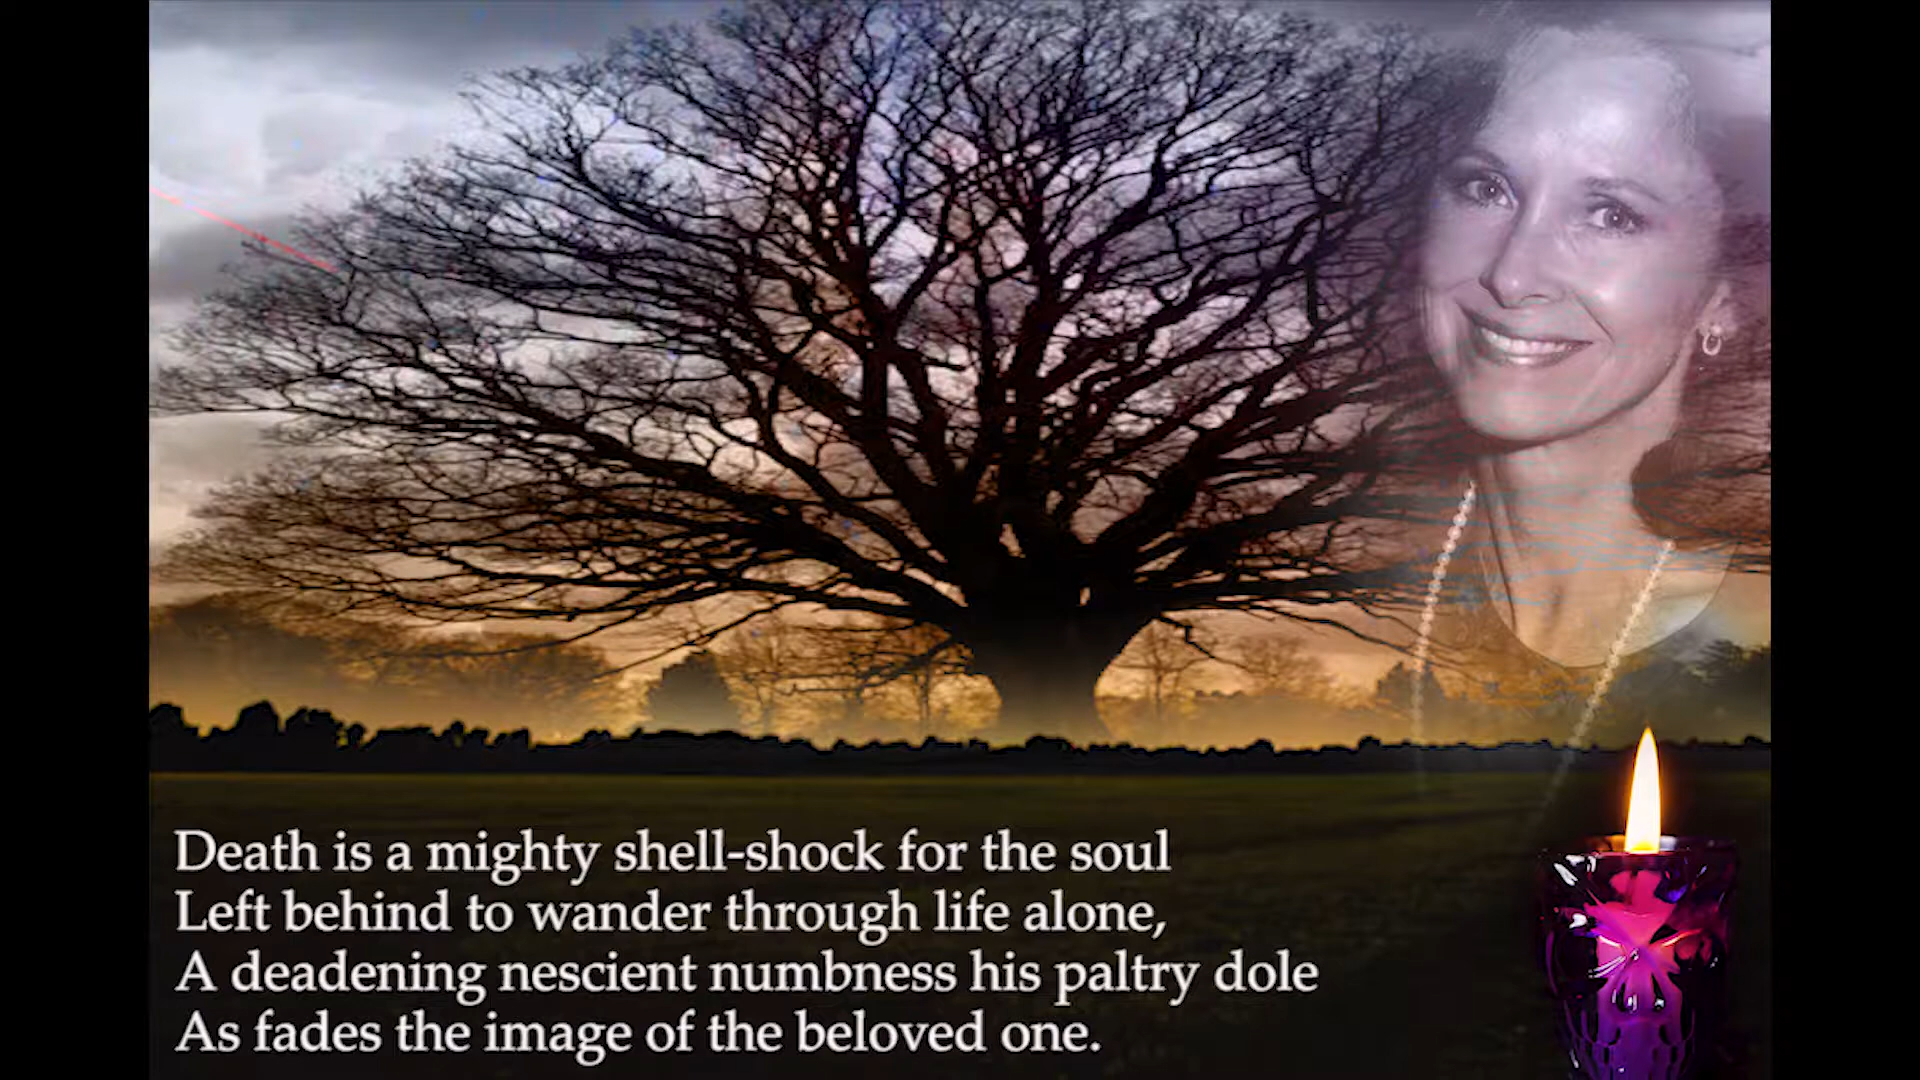 Death is a mighty shell-shock for the soul
Left behind to wander through life alone,
A deadening nescient numbness his paltry dole
As fades the image of the beloved one.